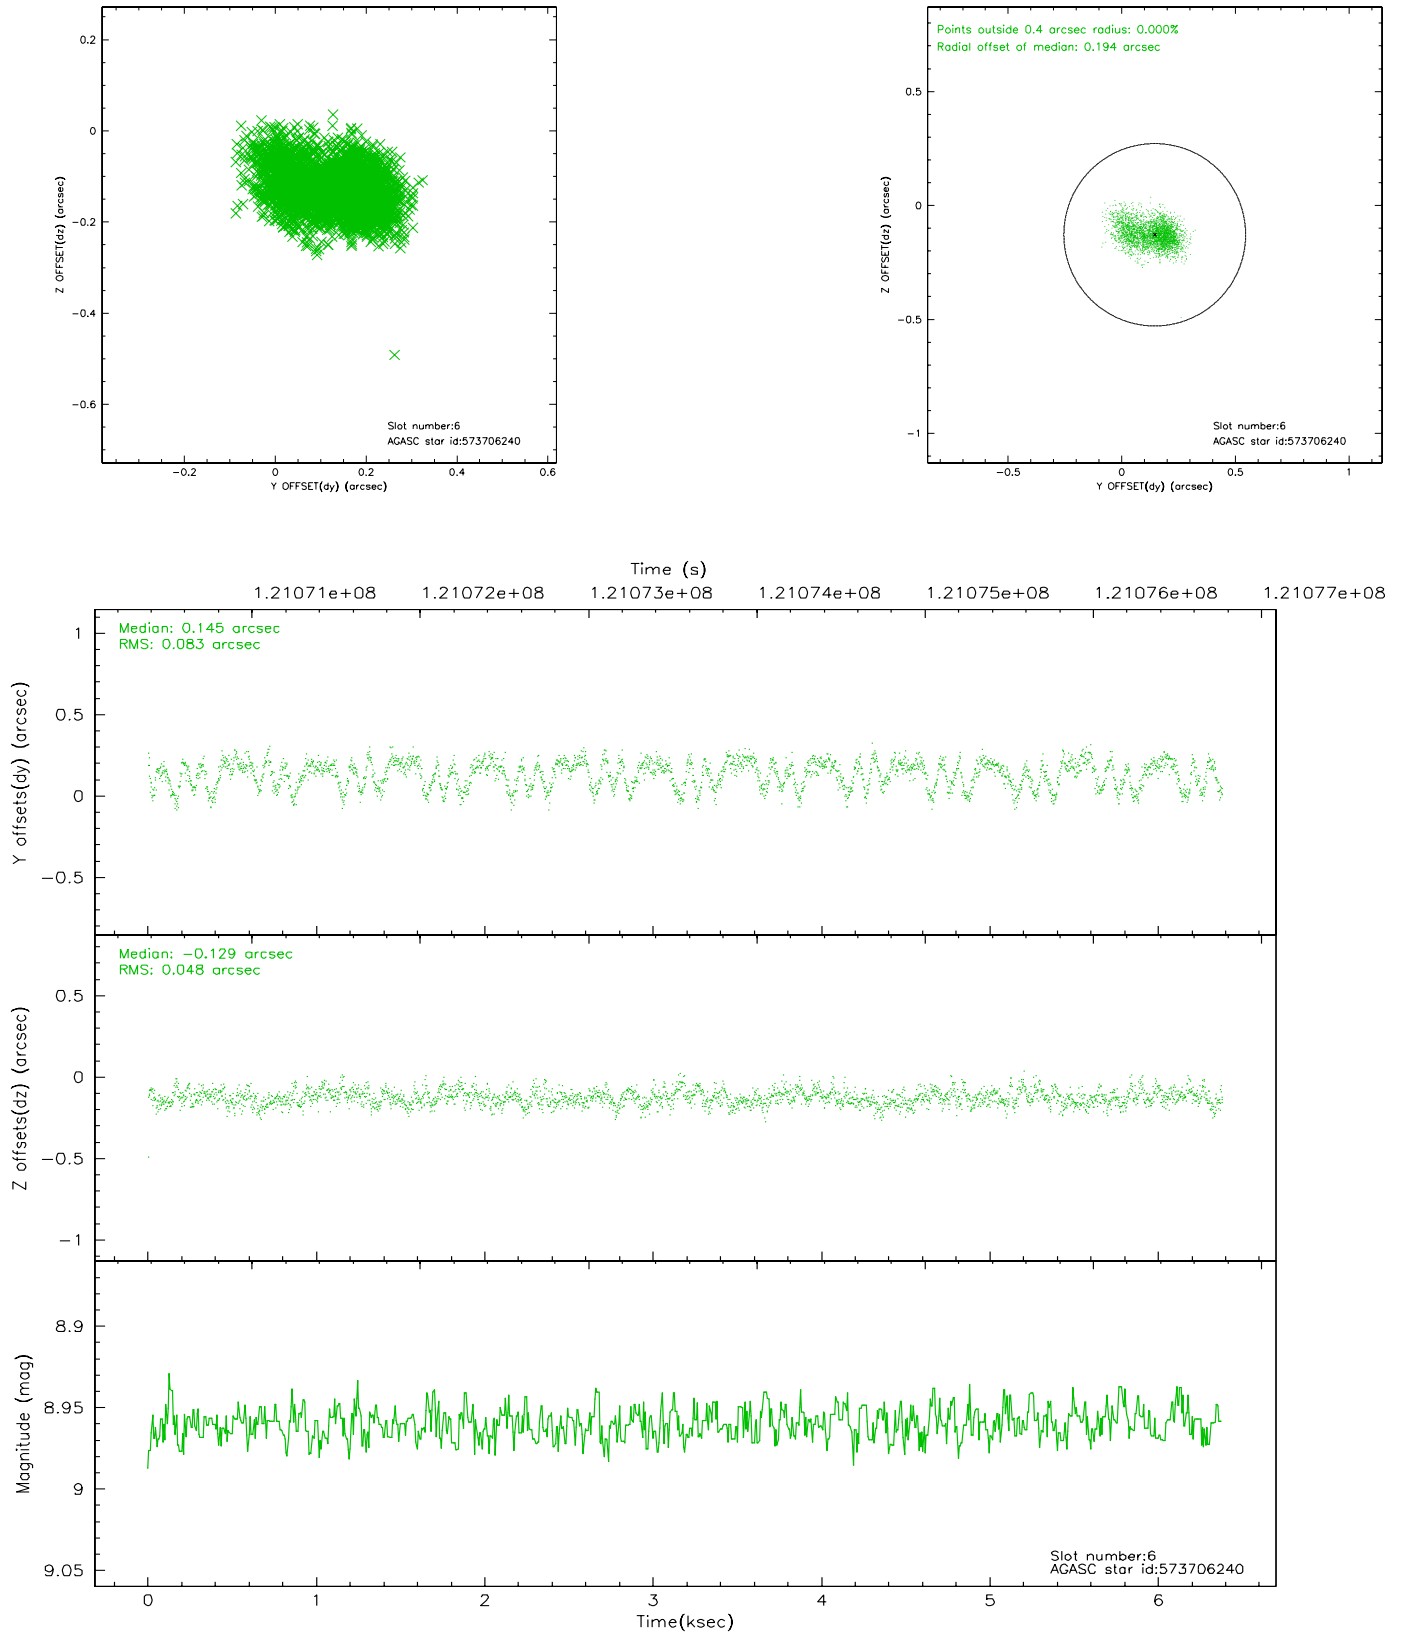 0.2
0
−0.2
−0.4
−0.6
Z OFFSET(dz) (arcsec)
Slot number:6
AGASC star id:573706240
−0.2 0 0.2 0.4 0.6
Y OFFSET(dy) (arcsec)
Points outside 0.4 arcsec radius: 0.000%
Radial offset of median: 0.194 arcsec
0.5
0
−0.5
−1
Z OFFSET(dz) (arcsec)
Slot number:6
AGASC star id:573706240
−0.5 0 0.5 1
Y OFFSET(dy) (arcsec)
Time (s)
1.21071e+08 1.21072e+08 1.21073e+08 1.21074e+08 1.21075e+08 1.21076e+08 1.21077e+08
Median: 0.145 arcsec
RMS: 0.083 arcsec
1
0.5
0
−0.5
Y offsets(dy) (arcsec)
Median: −0.129 arcsec
RMS: 0.048 arcsec
0.5
0
−0.5
−1
Z offsets(dz) (arcsec)
8.9
8.95
9
9.05
Magnitude (mag)
Slot number:6
AGASC star id:573706240
0 1 2 3 4 5 6
Time(ksec)